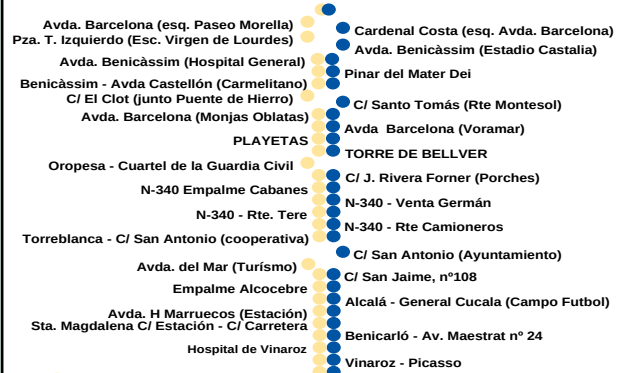 Avda. Barcelona (esq. Paseo Morella)
Cardenal Costa (esq. Avda. Barcelona)
Pza. T. Izquierdo (Esc. Virgen de Lourdes)
Avda. Benicàssim (Estadio Castalia)
Avda. Benicàssim (Hospital General)
Pinar del Mater Dei
Benicàssim - Avda Castellón (Carmelitano)
C/ El Clot (junto Puente de Hierro)
C/ Santo Tomás (Rte Montesol)
Avda. Barcelona (Monjas Oblatas)
Avda Barcelona (Voramar)
PLAYETAS
TORRE DE BELLVER
Oropesa - Cuartel de la Guardia Civil
C/ J. Rivera Forner (Porches)
N-340 Empalme Cabanes
N-340 - Venta Germán
N-340 - Rte. Tere
N-340 - Rte Camioneros
Torreblanca - C/ San Antonio (cooperativa)
C/ San Antonio (Ayuntamiento)
Avda. del Mar (Turísmo)
C/ San Jaime, nº108
Empalme Alcocebre
Alcalá - General Cucala (Campo Futbol)
Avda. H Marruecos (Estación)
Sta. Magdalena C/ Estación - C/ Carretera
Benicarló - Av. Maestrat nº 24
Hospital de Vinaroz
Vinaroz - Picasso